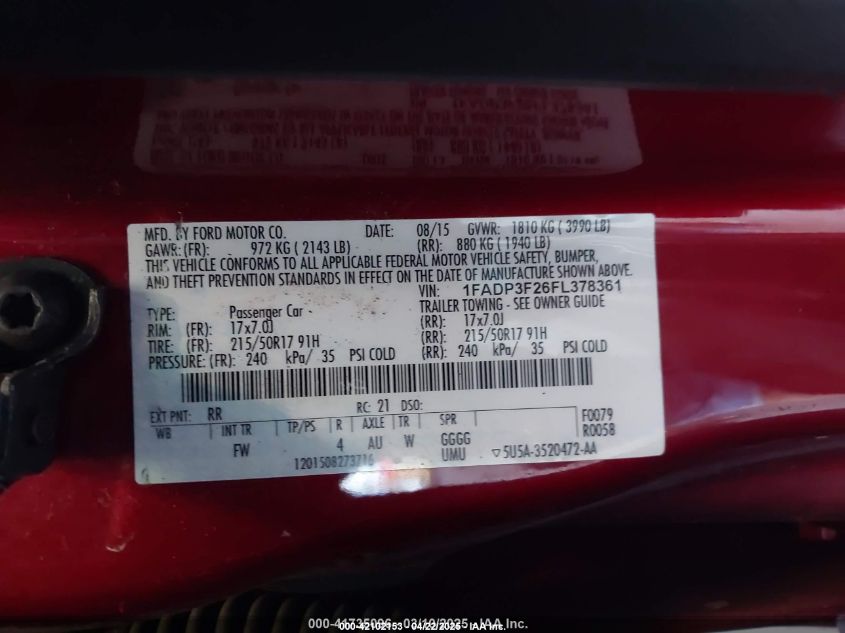 MFD. BY FORD MOTOR CO. DATE: 08/15 GVWR: 1810 KG ( 3990 LB)
GAWR: (FR): 972 KG ( 2143 LB) (RR): 880 KG ( 1940 LB)
THIS VEHICLE CONFORMS TO ALL APPLICABLE FEDERAL MOTOR VEHICLE SAFETY, BUMPER,
AND THEFT PREVENTION STANDARDS IN EFFECT ON THE DATE OF MANUFACTURE SHOWN ABOVE.
VIN: 1FADP3F26FL378361
TYPE: Passenger Car - TRAILER TOWING - SEE OWNER GUIDE
RIM: (FR): 17x7.0J (RR): 17x7.0J
TIRE: (FR): 215/50R17 91H (RR): 215/50R17 91H
PRESSURE: (FR): 240 kPa/ 35 PSI COLD (RR): 240 kPa/ 35 PSI COLD
EXT PNT: RR RC: 21 DSO: F0079
WB INT TR TP/PS R AXLE TR SPR R0058
FW 4 AU W GGGG
1201508273716 UMU ▽5U5A-3520472-AA
42102153 04/22/2025 IAA Inc.